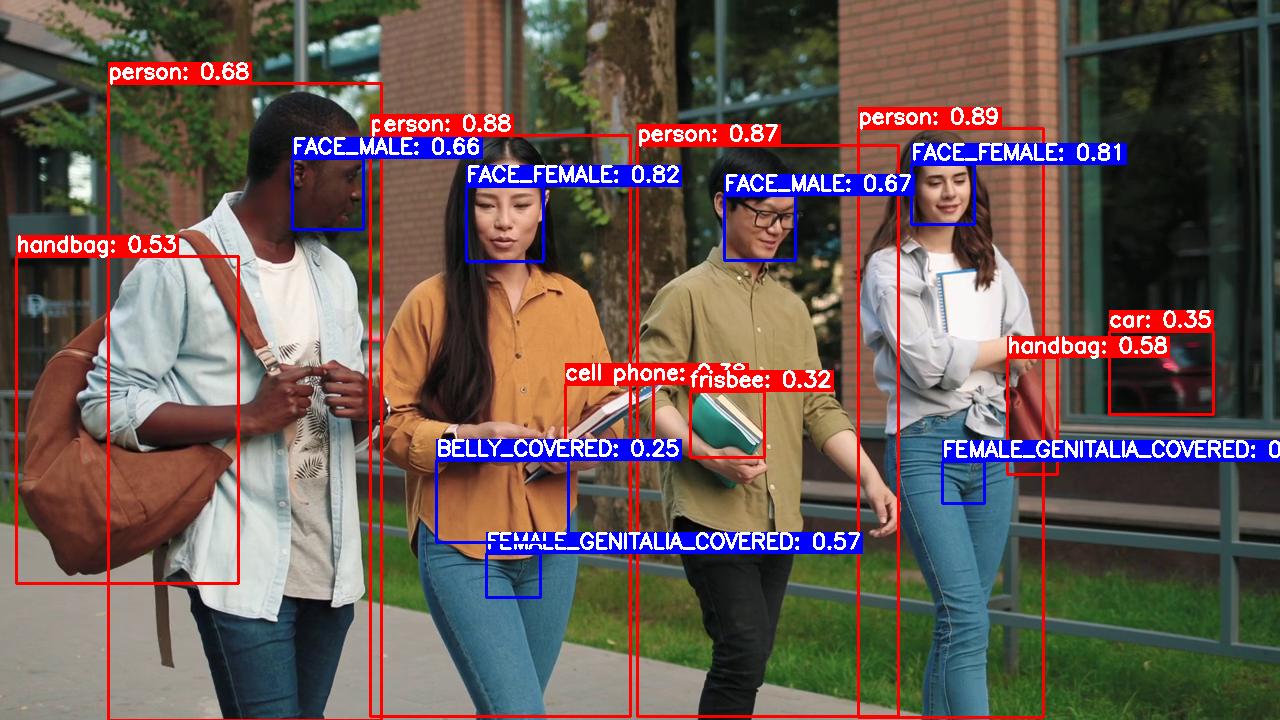 person: 0.68
person: 0.88
person: 0.87
person: 0.89
FACE_MALE: 0.66
FACE_FEMALE: 0.82
FACE_MALE: 0.67
FACE_FEMALE: 0.81
handbag: 0.53
car: 0.35
handbag: 0.58
cell phone:
frisbee: 0.32
BELLY_COVERED: 0.25
FEMALE_GENITALIA_COVERED: 0
FEMALE_GENITALIA_COVERED: 0.57